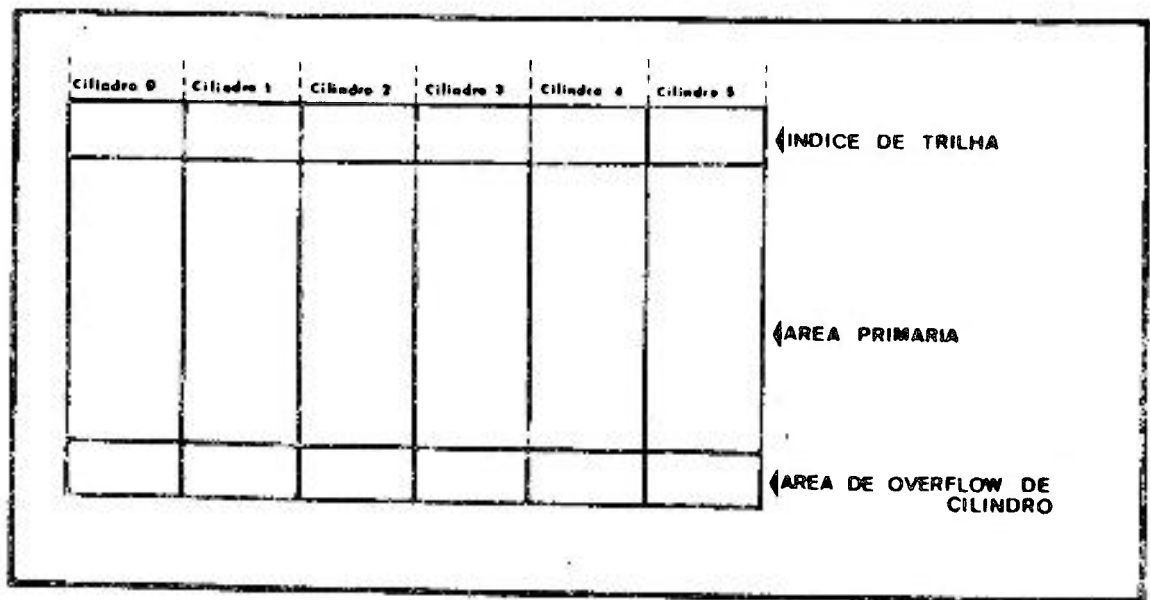 Cilindro 0 Cilindro 1 Cilindro 2 Cilindro 3 Cilindro 4 Cilindro 5
INDICE DE TRILHA
AREA PRIMARIA
AREA DE OVERFLOW DE
CILINDRO